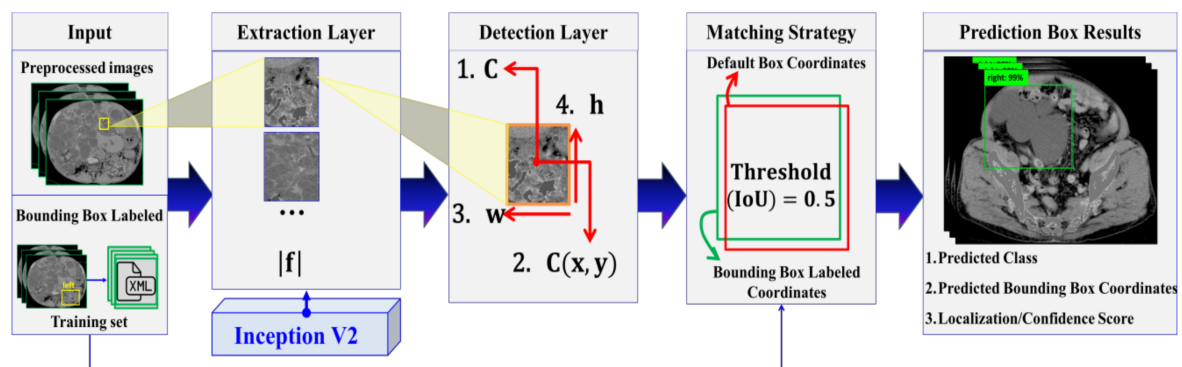 Input
Preprocessed images
Bounding Box Labeled
left
XML
Training set
Extraction Layer
...
|f|
Inception V2
Detection Layer
1. C
4. h
3. w
2. C(x, y)
Matching Strategy
Default Box Coordinates
Threshold
(IoU) = 0.5
Bounding Box Labeled
Coordinates
Prediction Box Results
right: 99%
1.Predicted Class
2.Predicted Bounding Box Coordinates
3.Localization/Confidence Score